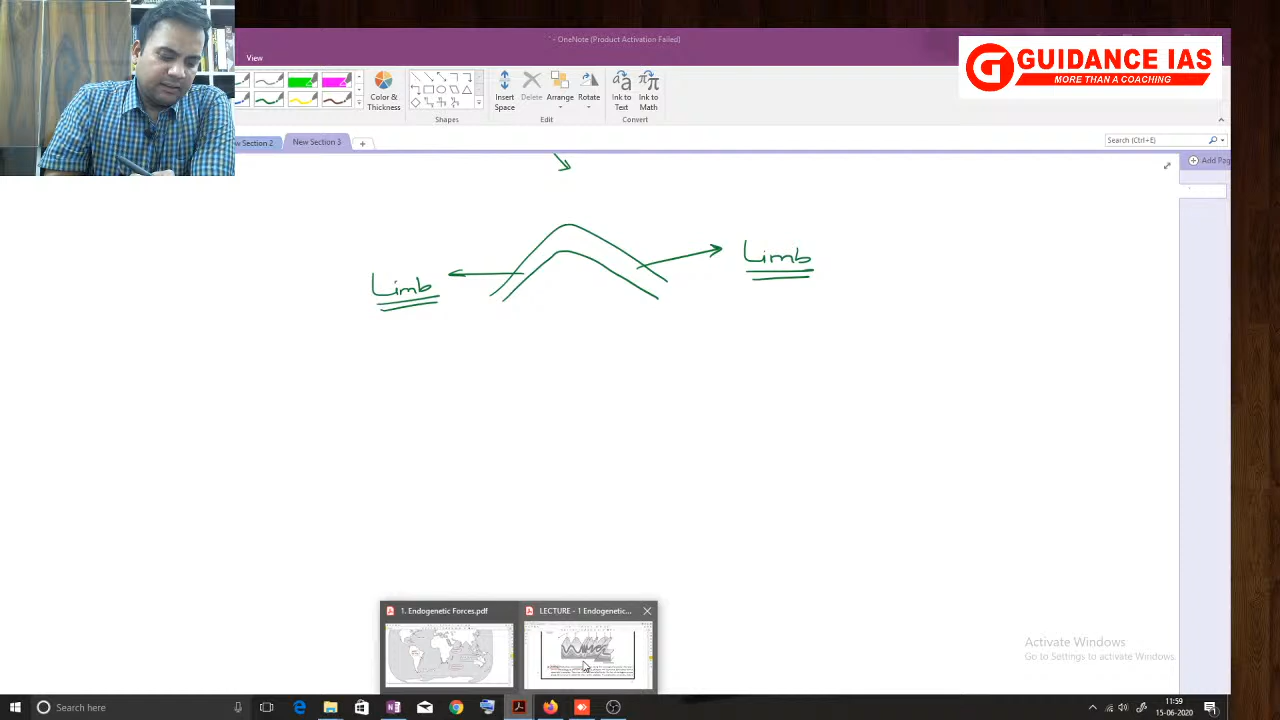 - OneNote (Product Activation Failed)
GUIDANCE IAS
MORE THAN A COACHING
View
Color &
Thickness
Insert
Space
Delete
Arrange
Rotate
Ink to
Text
Ink to
Math
Shapes
Edit
Convert
Section 2
New Section 3
Search (Ctrl+E)
Add Pag
Limb
Limb
1. Endogenetic Forces.pdf
LECTURE - 1 Endogenetic...
Activate Windows
Go to Settings to activate Windows.
Search here
11:59
15-06-2020